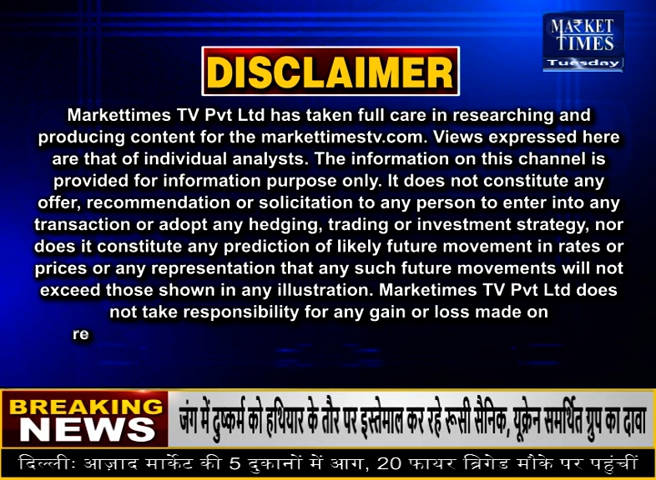 MARKET
TIMES
Tuesday
DISCLAIMER
Markettimes TV Pvt Ltd has taken full care in researching and
producing content for the markettimestv.com. Views expressed here
are that of individual analysts. The information on this channel is
provided for information purpose only. It does not constitute any
offer, recommendation or solicitation to any person to enter into any
transaction or adopt any hedging, trading or investment strategy, nor
does it constitute any prediction of likely future movement in rates or
prices or any representation that any such future movements will not
exceed those shown in any illustration. Marketimes TV Pvt Ltd does
not take responsibility for any gain or loss made on
re
BREAKING
NEWS
जंग में दुष्कर्म को हथियार के तौर पर इस्तेमाल कर रहे रूसी सैनिक, यूक्रेन समर्थित ग्रुप का दावा
दिल्ली: आज़ाद मार्केट की 5 दुकानों में आग, 20 फायर ब्रिगेड मौके पर पहुंचीं